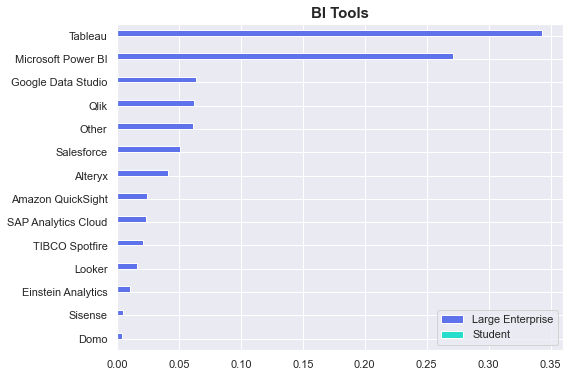 BI Tools
Tableau
Microsoft Power BI
Google Data Studio
Qlik
Other
Salesforce
Alteryx
Amazon QuickSight
SAP Analytics Cloud
TIBCO Spotfire
Looker
Einstein Analytics
Sisense
Domo
Large Enterprise
Student
0.00 0.05 0.10 0.15 0.20 0.25 0.30 0.35